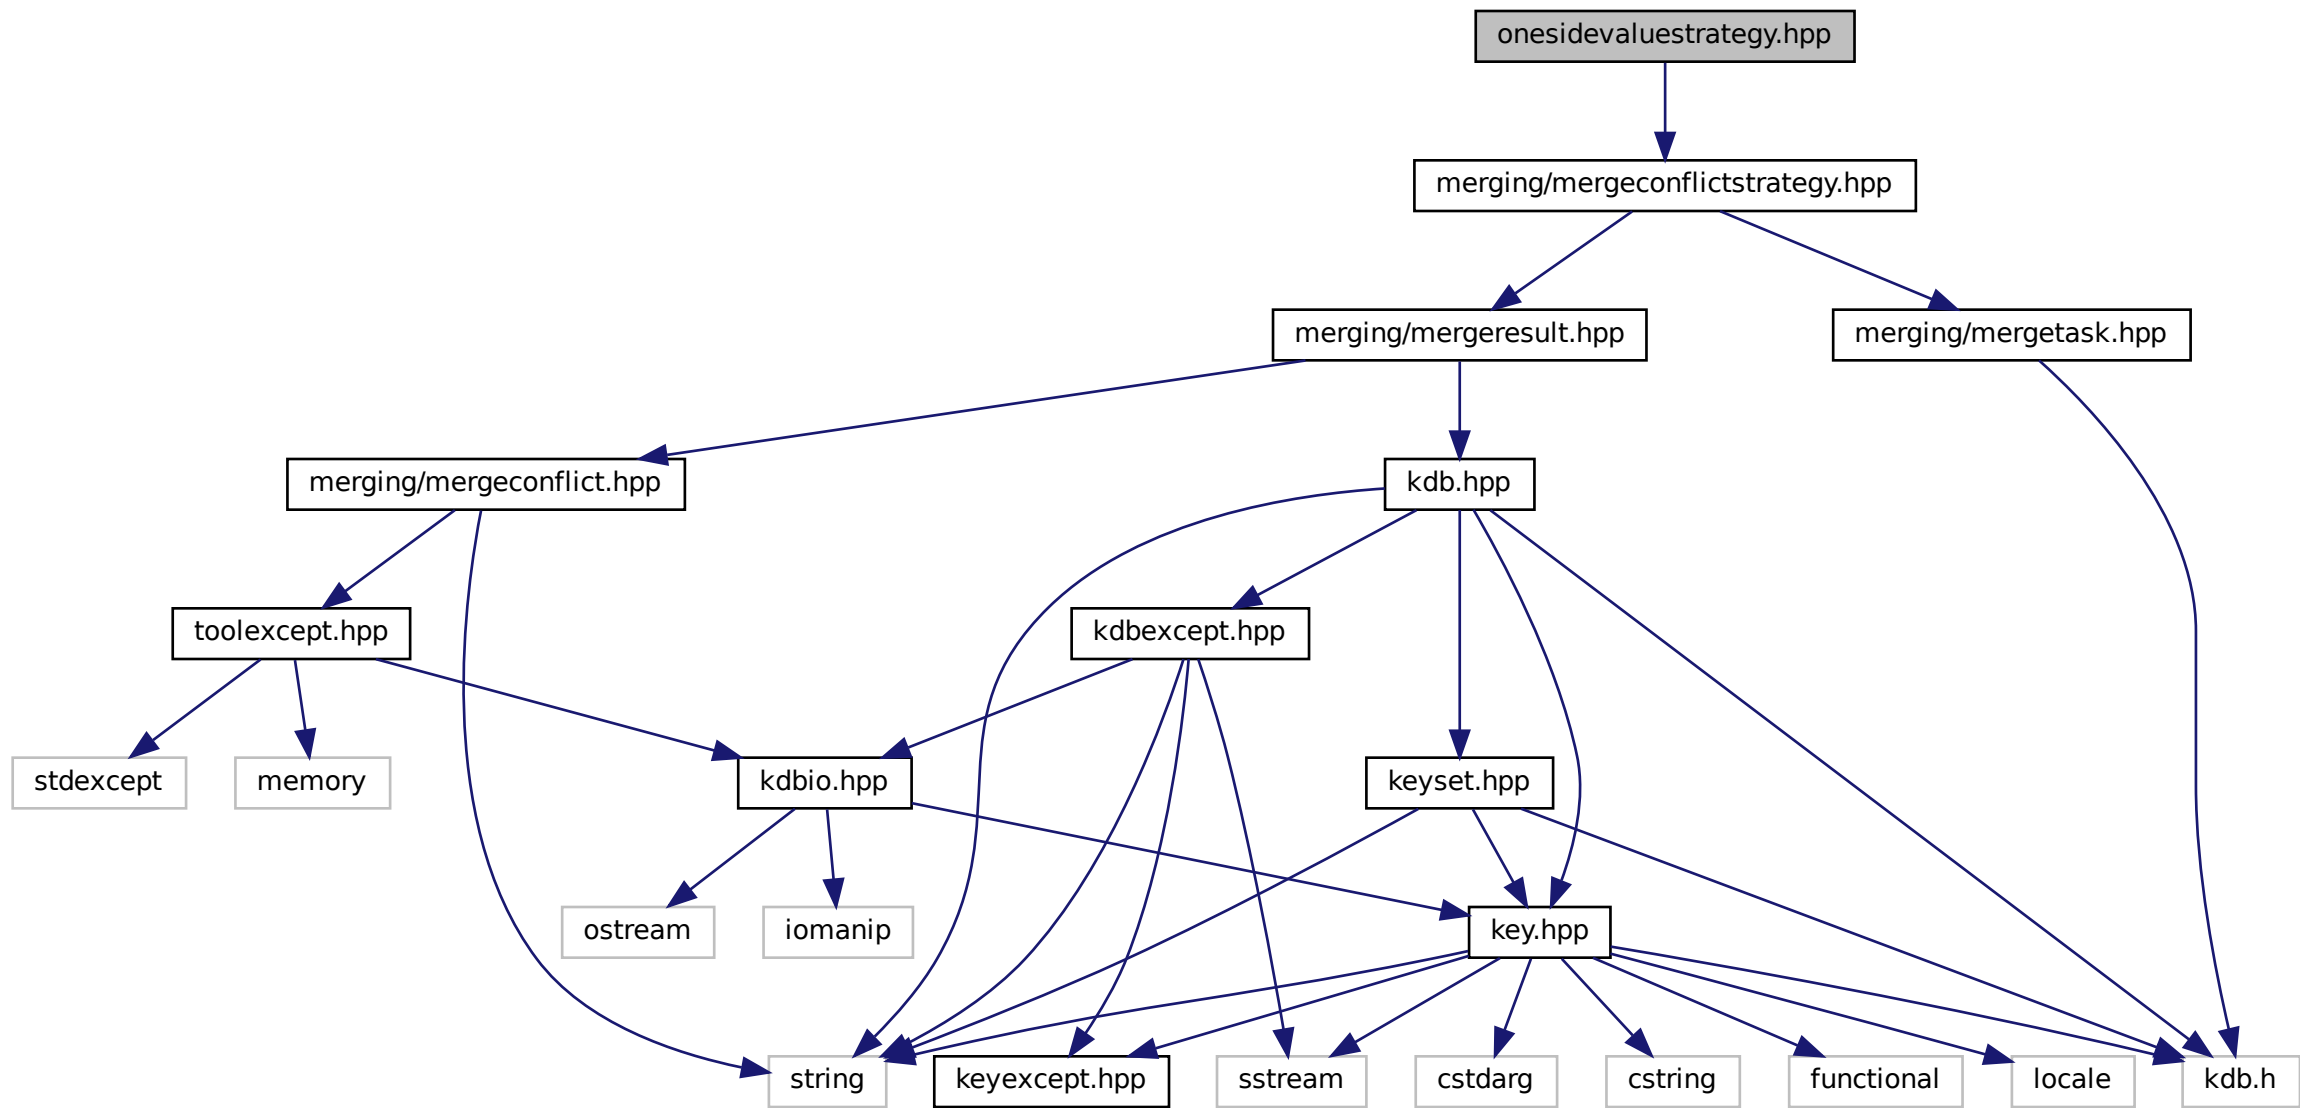 onesidevaluestrategy.hpp
merging/mergeconflictstrategy.hpp
merging/mergeresult.hpp
merging/mergetask.hpp
merging/mergeconflict.hpp
kdb.hpp
toolexcept.hpp
kdbexcept.hpp
stdexcept
memory
kdbio.hpp
keyset.hpp
ostream
iomanip
key.hpp
string
keyexcept.hpp
sstream
cstdarg
cstring
functional
locale
kdb.h